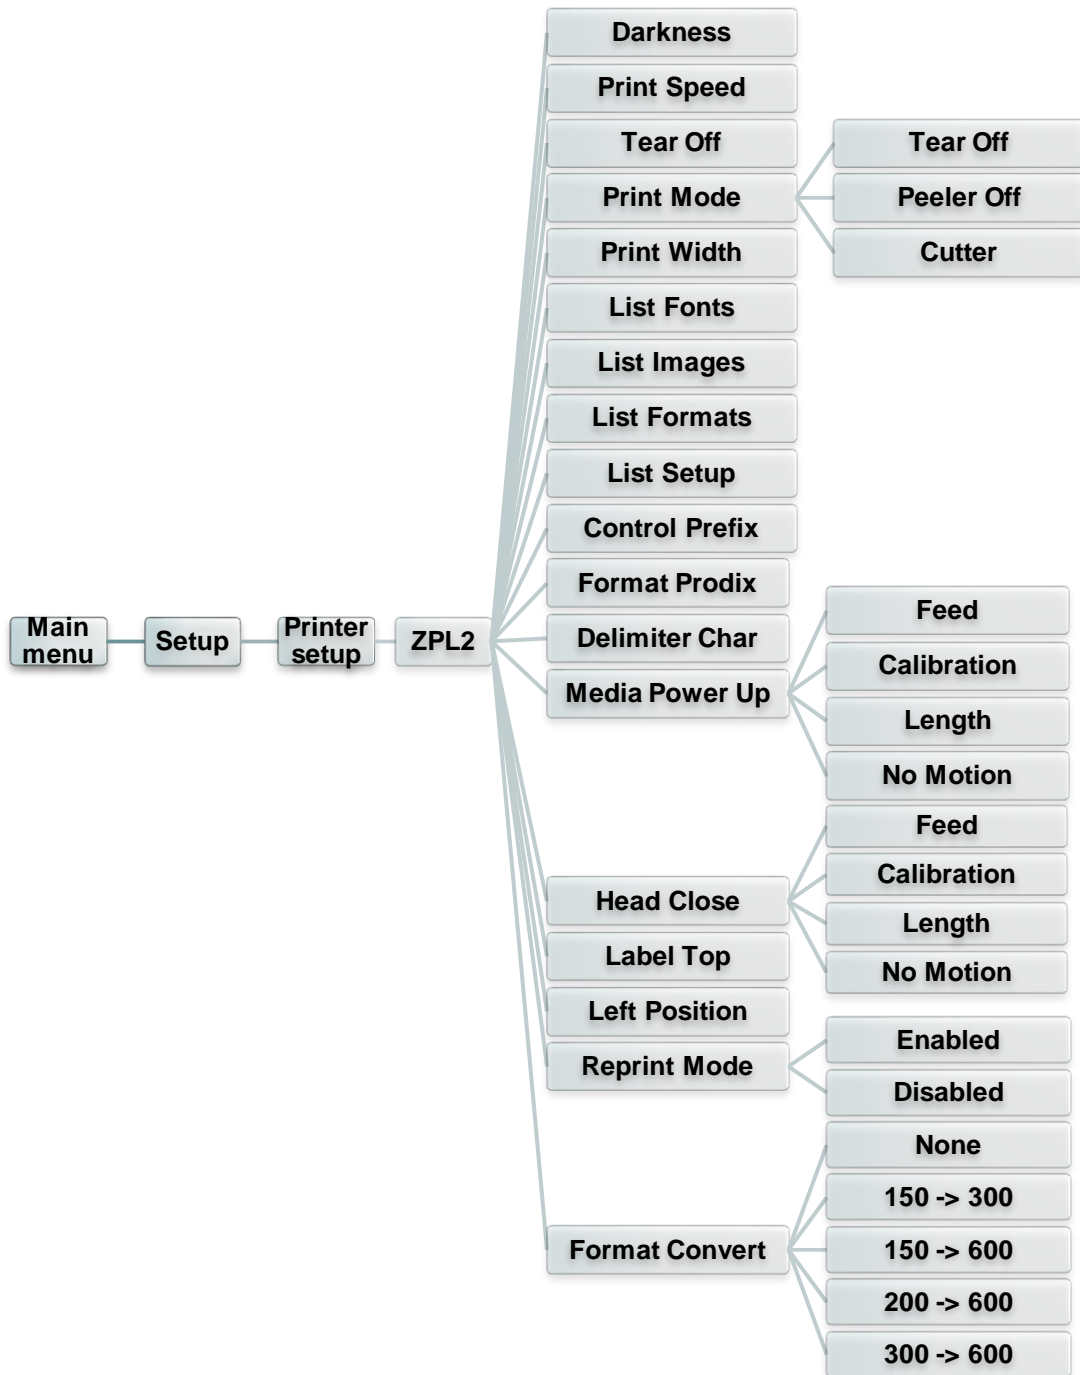 Main
menu
Setup
Printer
setup
ZPL2
Darkness
Print Speed
Tear Off
Print Mode
Tear Off
Peeler Off
Cutter
Print Width
List Fonts
List Images
List Formats
List Setup
Control Prefix
Format Prodix
Delimiter Char
Media Power Up
Feed
Calibration
Length
No Motion
Head Close
Feed
Calibration
Length
No Motion
Label Top
Left Position
Reprint Mode
Enabled
Disabled
Format Convert
None
150 -> 300
150 -> 600
200 -> 600
300 -> 600